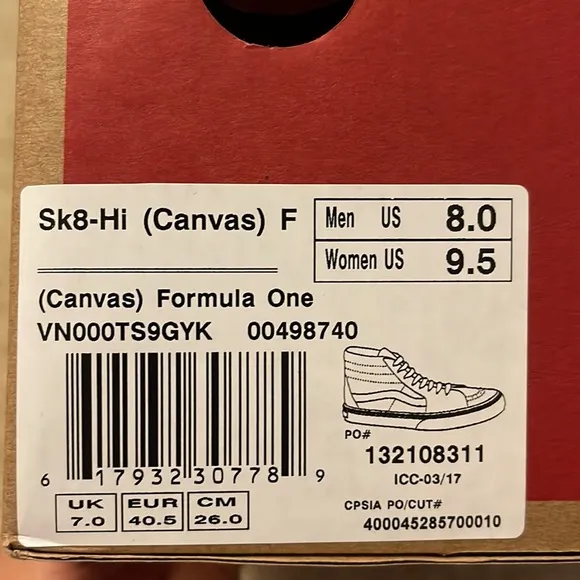 Sk8-Hi (Canvas) F
Men US 8.0
Women US 9.5
(Canvas) Formula One
VN000TS9GYK 00498740
6 17932 30778 9
PO#
132108311
ICC-03/17
UK 7.0
EUR 40.5
CM 26.0
CPSIA PO/CUT#
400045285700010